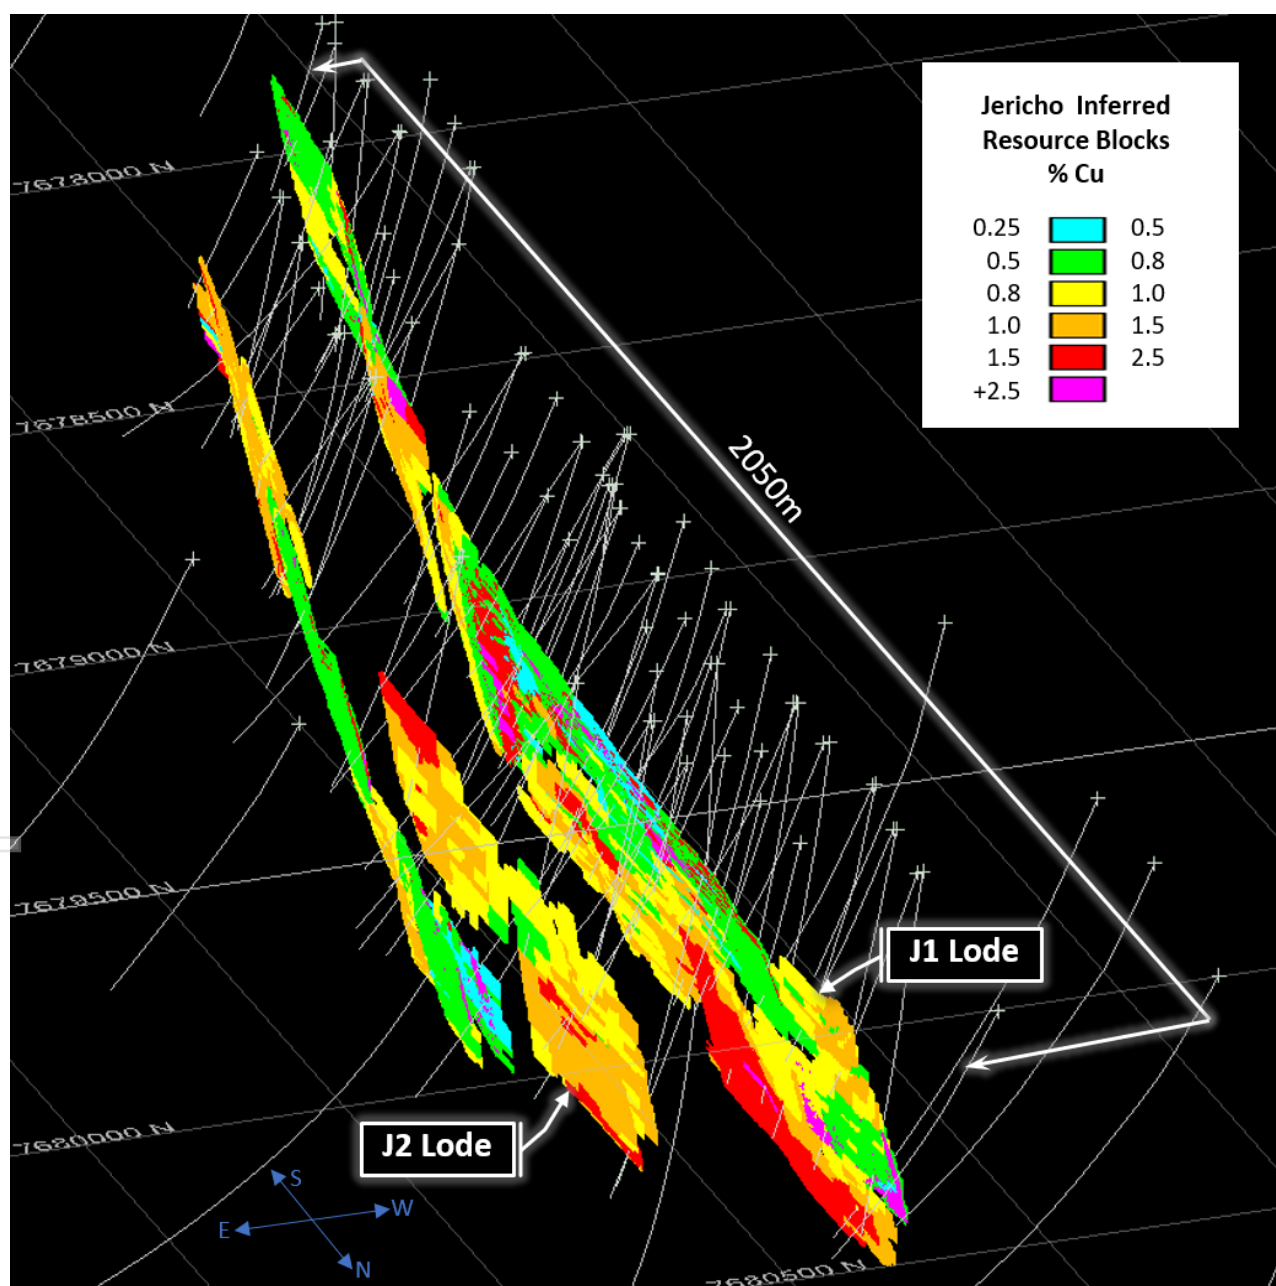 Jericho Inferred
Resource Blocks
% Cu
0.25 0.5
0.5 0.8
0.8 1.0
1.0 1.5
1.5 2.5
+2.5
7678000 N
7678500 N
2050m
7679000 N
7679500 N
J1 Lode
7680000 N
J2 Lode
S
W
E
N
7680500 N